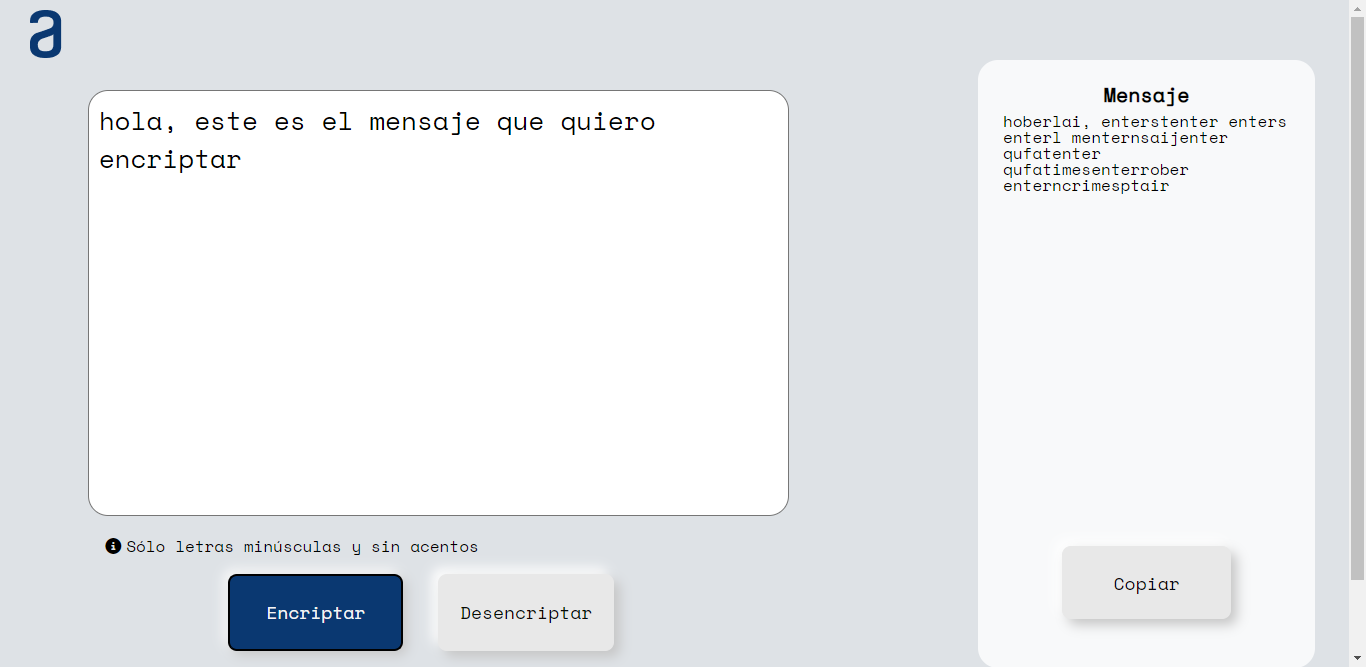 a
hola, este es el mensaje que quiero
encriptar
Sólo letras minúsculas y sin acentos
Encriptar
Desencriptar
Mensaje
hoberlai, enterstenter enters
enterl menternsaijenter
qufatenter
qufatimesenterrober
enterncrimesptair
Copiar